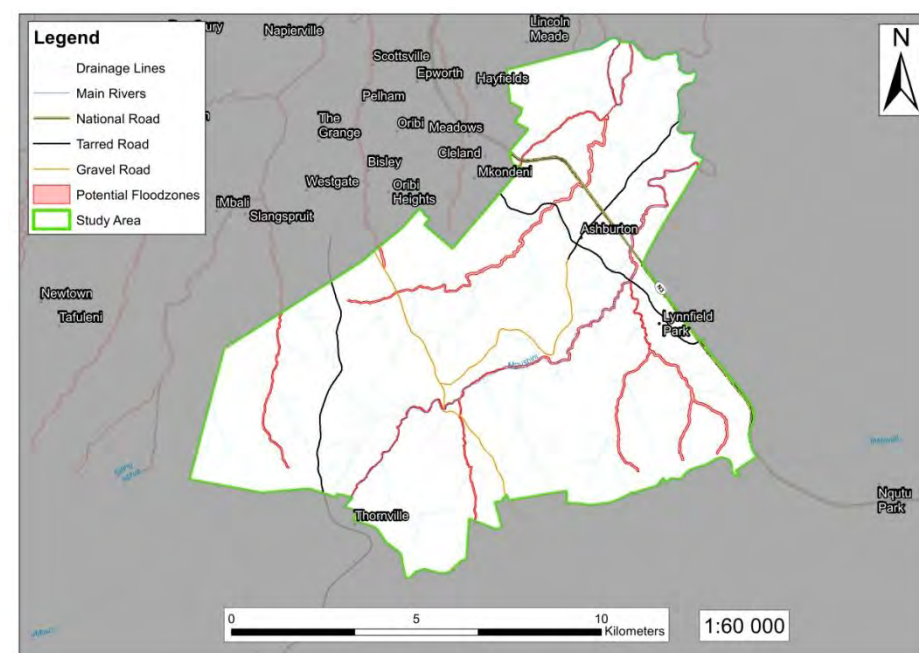 Legend
Drainage Lines
Main Rivers
National Road
Tarred Road
Gravel Road
Potential Floodzones
Study Area
Napierville
Lincoln
Meade
Scottsville
Epworth
Hayfields
Pelham
The
Grange
Oribi
Meadows
Cleland
Bisley
Mkondeni
Westgate
Oribi
Heights
iMbali
Slangspruit
Ashburton
N3
Newtown
Tafuleni
Lynnfield
Park
Nqutu
Park
Thornville
0
5
10
Kilometers
1:60 000
N